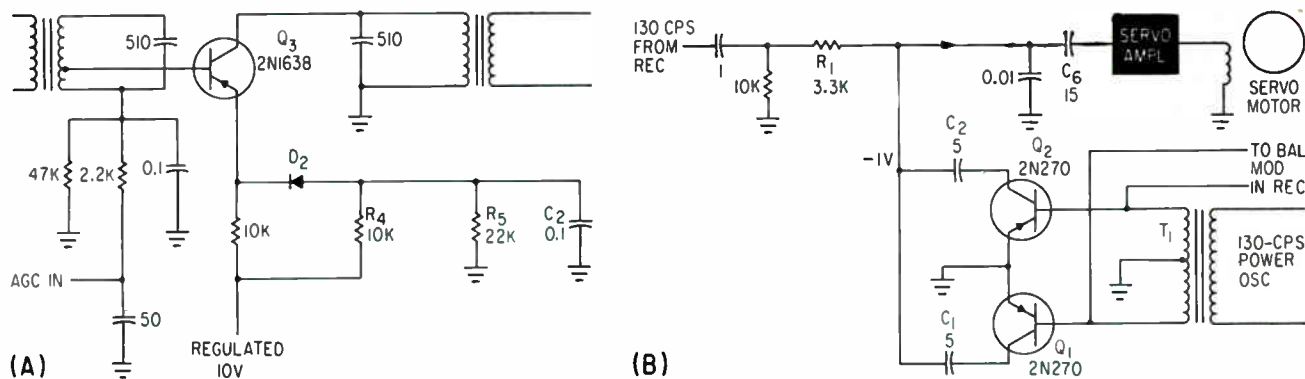 510
Q3
2N1638
510
47K
2.2K
0.1
D2
10K
R4
10K
R5
22K
C2
0.1
AGC IN
50
REGULATED
10V
(A)
130 CPS
FROM
REC
1
10K
R1
3.3K
0.01
C6
15
SERVO
AMPL
SERVO
MOTOR
-1V
C2
5
Q2
2N270
TO BAL
MOD
IN REC
T1
130-CPS
POWER
OSC
C1
5
Q1
2N270
(B)